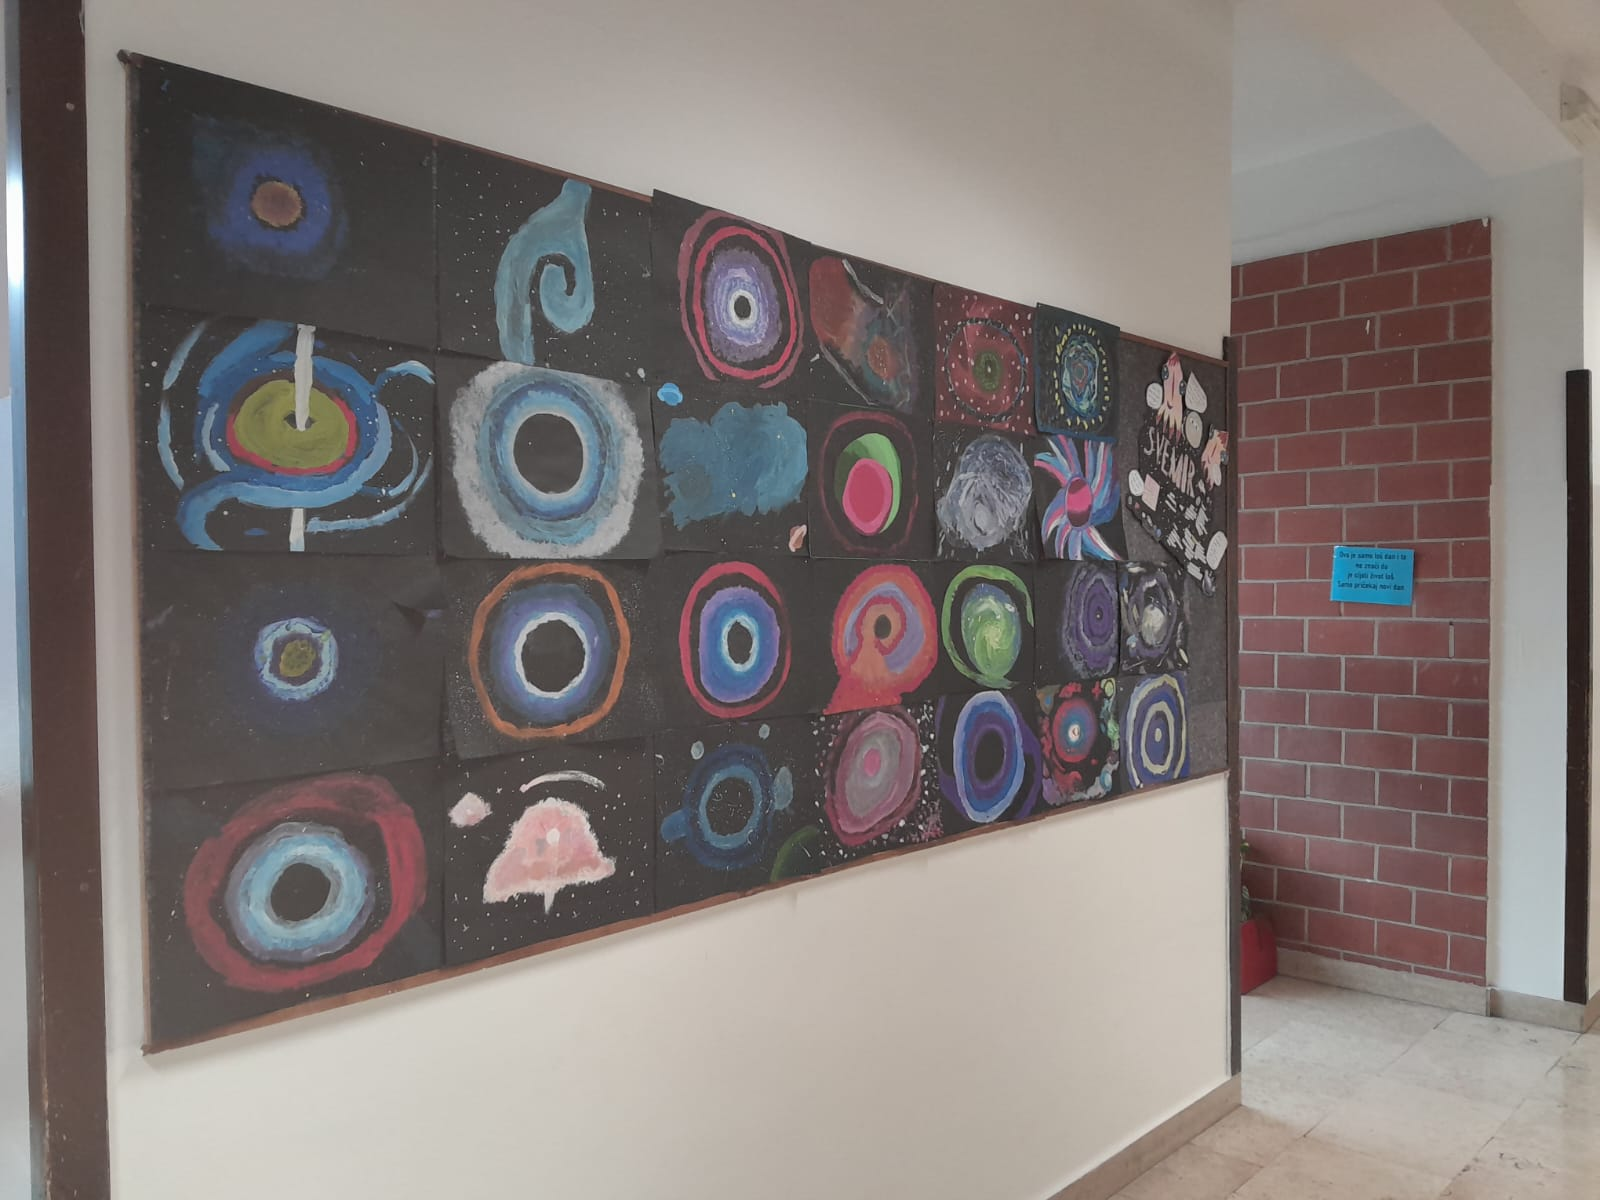 SVEMIR
Ovo je samo loš dan i to
ne znači da
je cijeli život loš.
Samo pričekaj novi dan